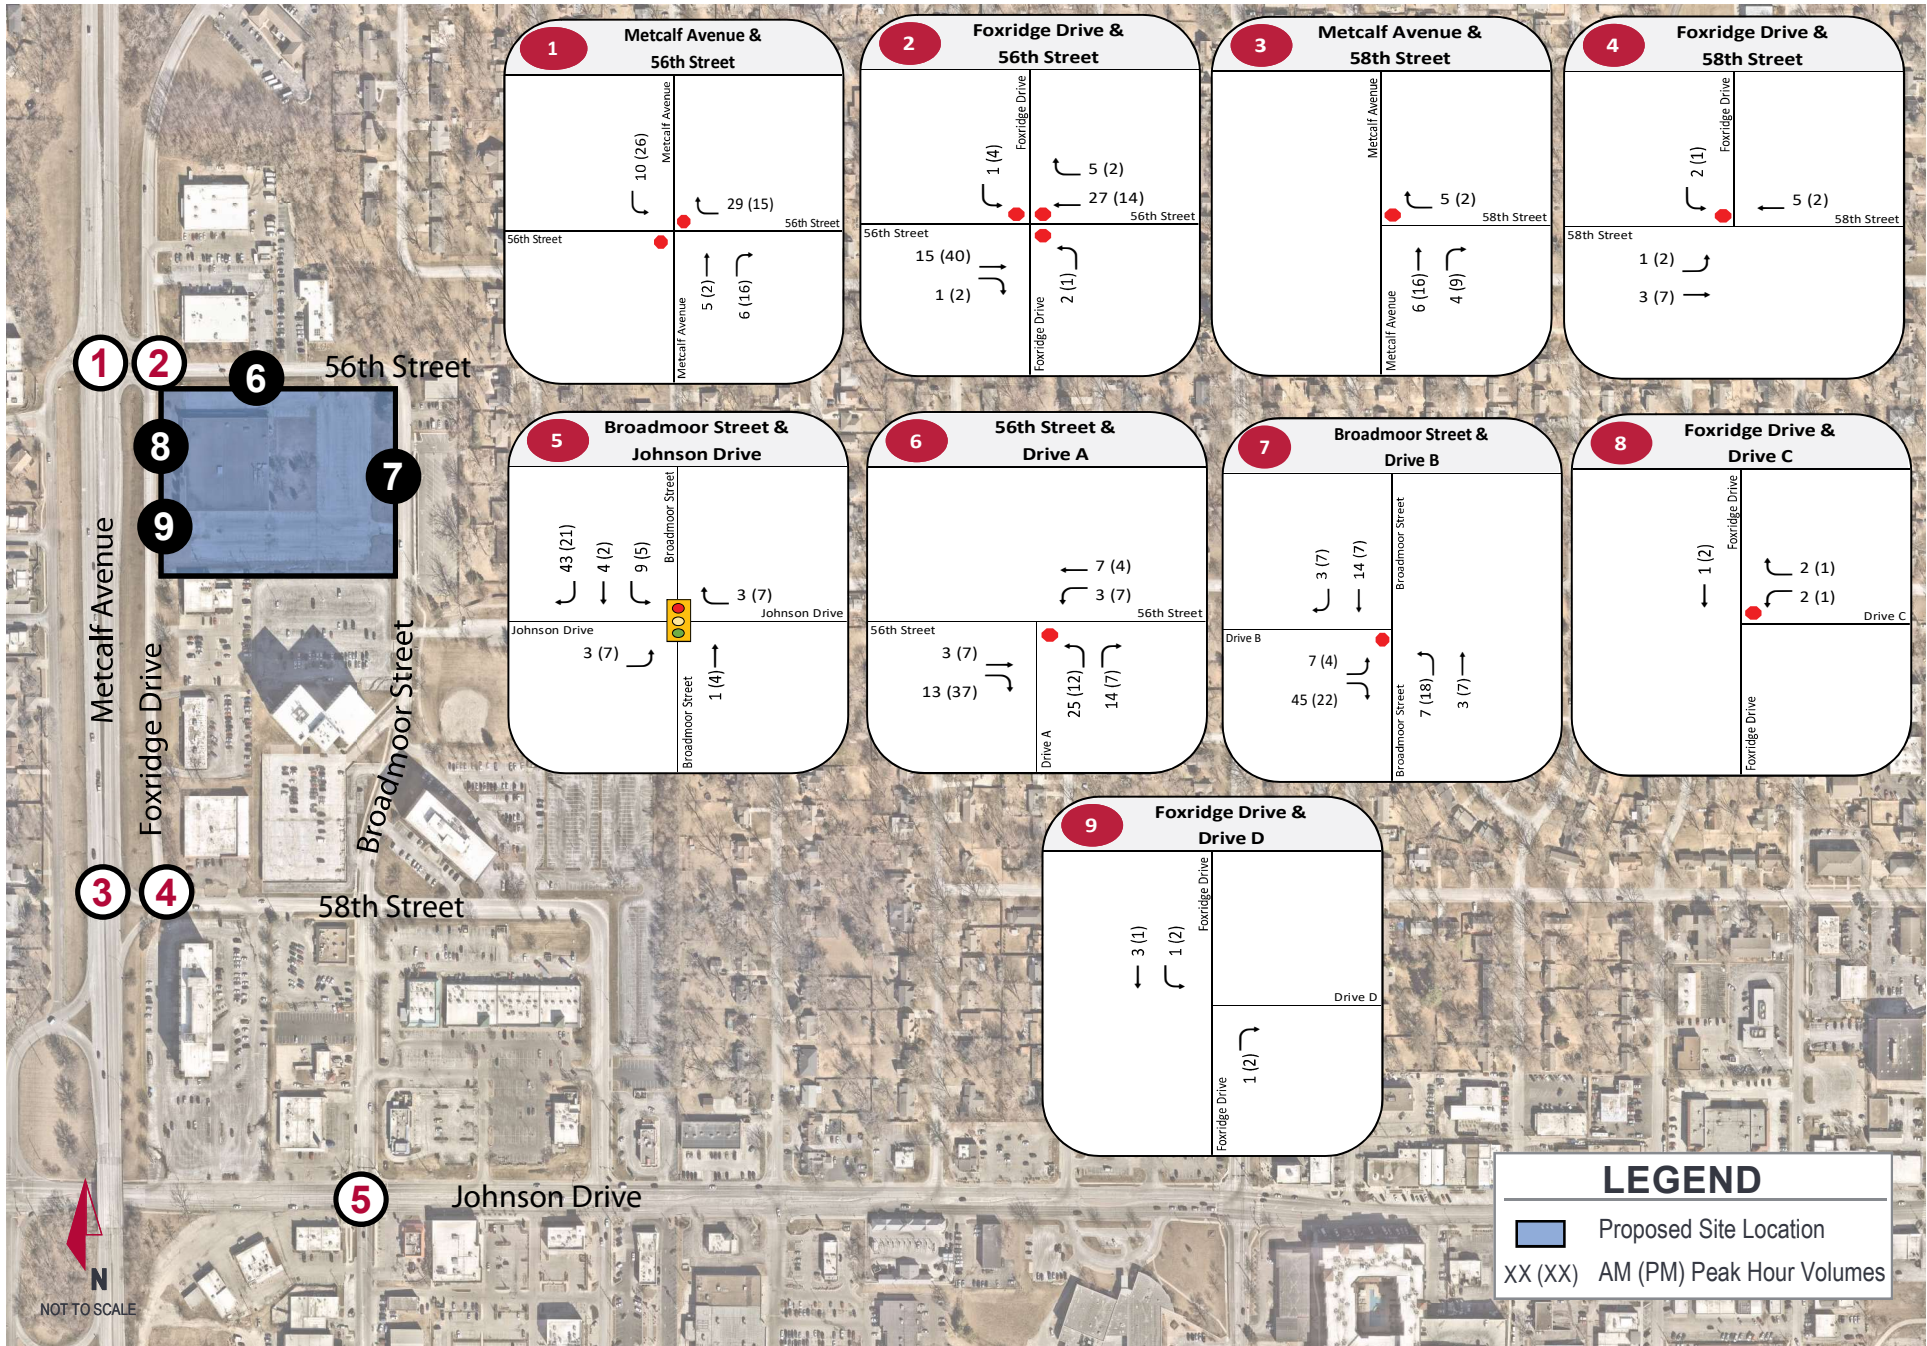 1
Metcalf Avenue &
56th Street
10 (26)
Metcalf Avenue
29 (15)
56th Street
56th Street
5 (2)
6 (16)
Metcalf Avenue
2
Foxridge Drive &
56th Street
1 (4)
Foxridge Drive
5 (2)
27 (14)
56th Street
56th Street
15 (40)
1 (2)
2 (1)
Foxridge Drive
3
Metcalf Avenue &
58th Street
Metcalf Avenue
5 (2)
58th Street
6 (16)
4 (9)
Metcalf Avenue
4
Foxridge Drive &
58th Street
2 (1)
Foxridge Drive
5 (2)
58th Street
58th Street
1 (2)
3 (7)
5
Broadmoor Street &
Johnson Drive
43 (21)
4 (2)
9 (5)
Broadmoor Street
3 (7)
Johnson Drive
Johnson Drive
3 (7)
1 (4)
Broadmoor Street
6
56th Street &
Drive A
7 (4)
3 (7)
56th Street
56th Street
3 (7)
13 (37)
25 (12)
14 (7)
Drive A
7
Broadmoor Street &
Drive B
3 (7)
14 (7)
Broadmoor Street
Drive B
7 (4)
45 (22)
7 (18)
3 (7)
Broadmoor Street
8
Foxridge Drive &
Drive C
1 (2)
Foxridge Drive
2 (1)
2 (1)
Drive C
Foxridge Drive
9
Foxridge Drive &
Drive D
3 (1)
1 (2)
Foxridge Drive
Drive D
1 (2)
Foxridge Drive
1
2
6
56th Street
8
7
9
Metcalf Avenue
Foxridge Drive
Broadmoor Street
3
4
58th Street
5
Johnson Drive
N
NOT TO SCALE
LEGEND
Proposed Site Location
XX (XX) AM (PM) Peak Hour Volumes